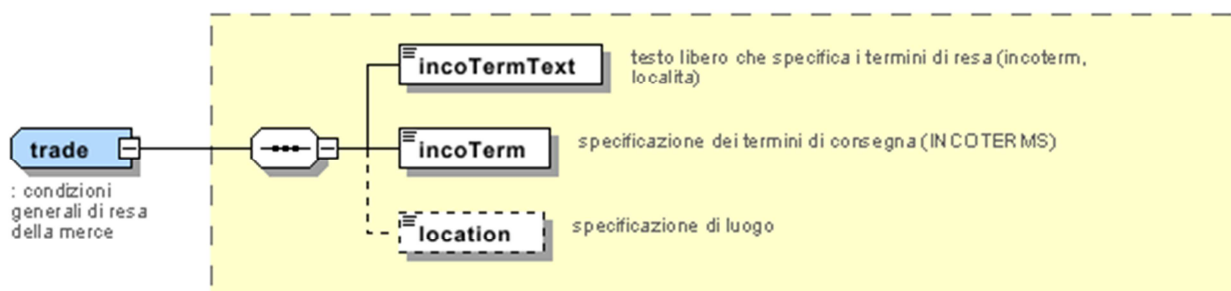 incoTermText
testo libero che specifica i termini di resa (incoterm,
localita)
trade
incoTerm
specificazione dei termini di consegna (INCOTERMS)
: condizioni
generali di resa
della merce
location
specificazione di luogo